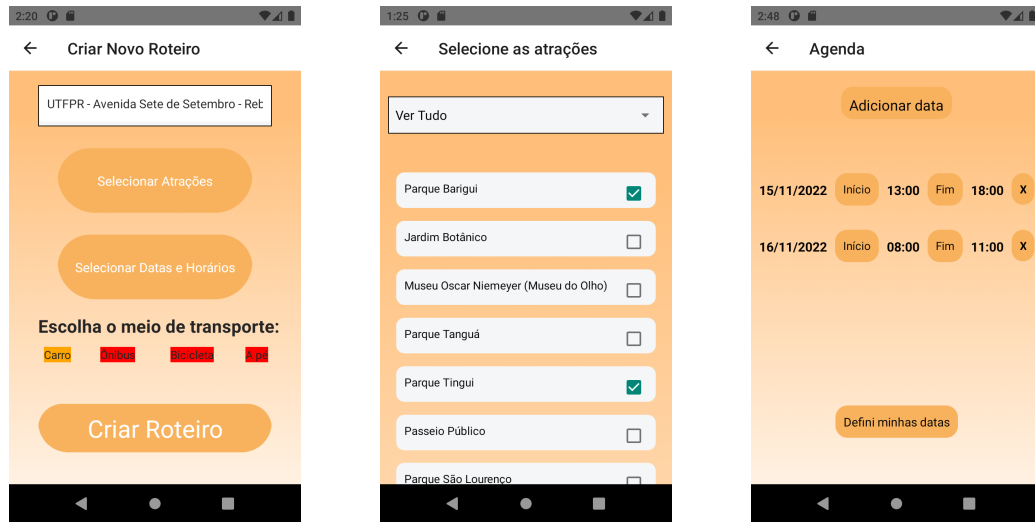 2:20
Criar Novo Roteiro
UTFPR - Avenida Sete de Setembro - Reb
Selecionar Atrações
Selecionar Datas e Horários
Escolha o meio de transporte:
Carro Ônibus Bicicleta A pé
Criar Roteiro
1:25
Selecione as atrações
Ver Tudo
Parque Barigui
Jardim Botânico
Museu Oscar Niemeyer (Museu do Olho)
Parque Tanguá
Parque Tingui
Passeio Público
Parque São Lourenço
2:48
Agenda
Adicionar data
15/11/2022 Início 13:00 Fim 18:00 X
16/11/2022 Início 08:00 Fim 11:00 X
Defini minhas datas